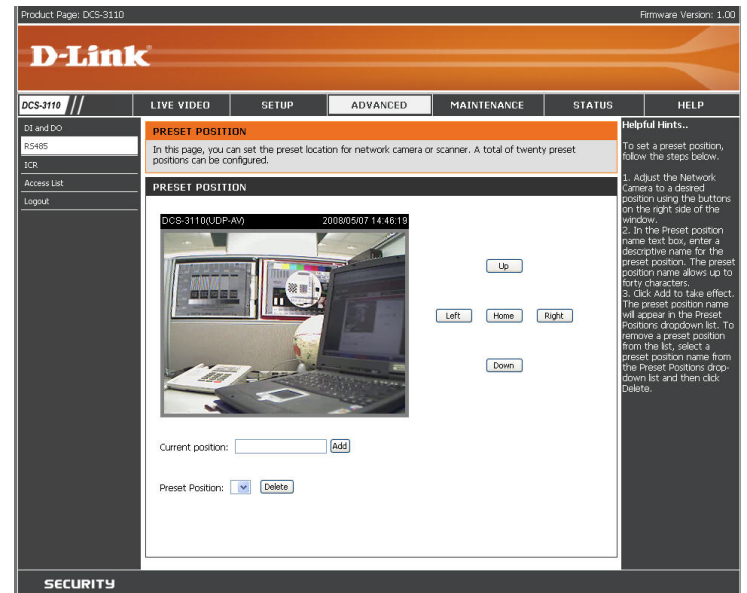 Product Page: DCS-3110
Firmware Version: 1.00
D-Link
DCS-3110
LIVE VIDEO
SETUP
ADVANCED
MAINTENANCE
STATUS
HELP
DI and DO
RS485
ICR
Access List
Logout
PRESET POSITION
In this page, you can set the preset location for network camera or scanner. A total of twenty preset
positions can be configured.
PRESET POSITION
DCS-3110(UDP-AV)
2008/05/07 14:46:19
Up
Left
Home
Right
Down
Current position:
Add
Preset Position:
Delete
Helpful Hints..
To set a preset position,
follow the steps below.
1. Adjust the Network
Camera to a desired
position using the buttons
on the right side of the
window.
2. In the Preset position
name text box, enter a
descriptive name for the
preset position. The preset
position name allows up to
forty characters.
3. Click Add to take effect.
The preset position name
will appear in the Preset
Positions dropdown list. To
remove a preset position
from the list, select a
preset position name from
the Preset Positions drop-
down list and then click
Delete.
SECURITY